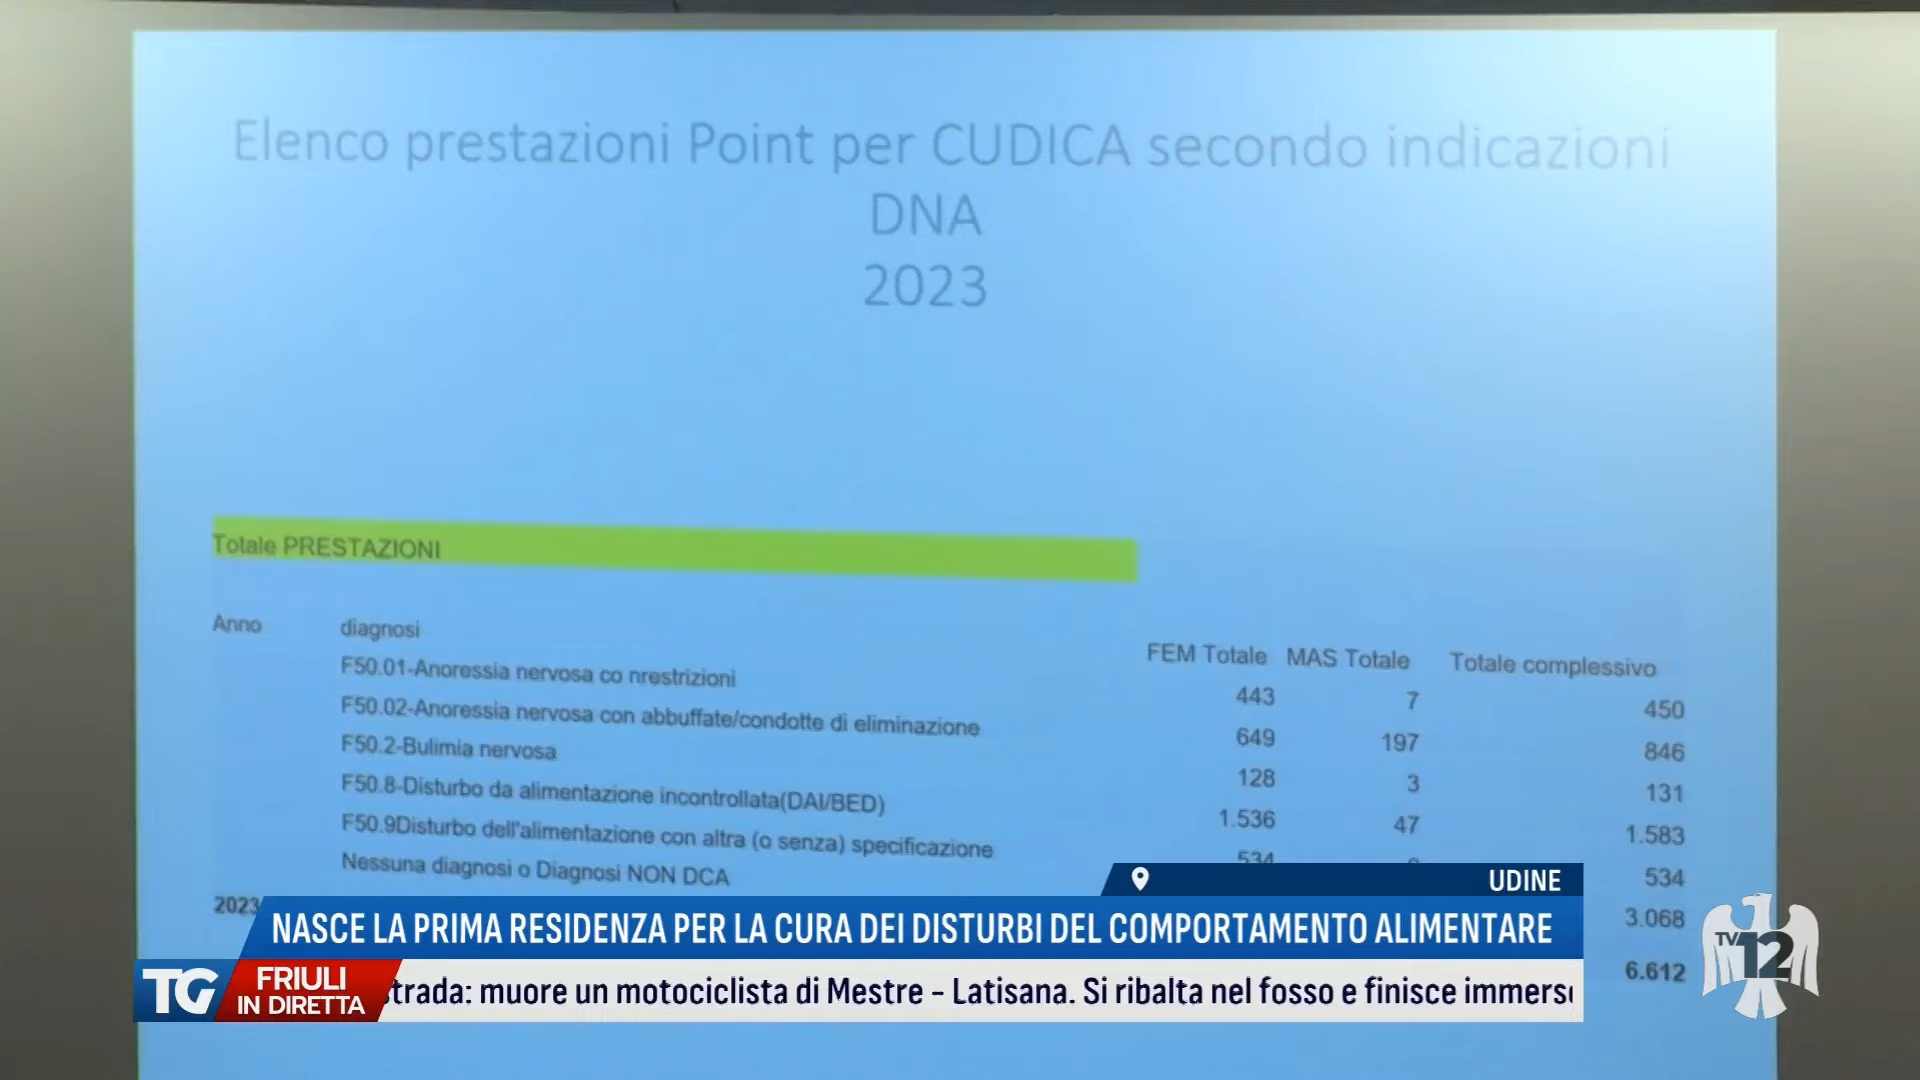 Elenco prestazioni Point per CUDICA secondo indicazioni
DNA
2023
Totale PRESTAZIONI
Anno diagnosi FEM Totale MAS Totale Totale complessivo
F50.01-Anoressia nervosa co nrestrizioni 443 7 450
F50.02-Anoressia nervosa con abbuffate/condotte di eliminazione 649 197 846
F50.2-Bulimia nervosa 128 3 131
F50.8-Disturbo da alimentazione incontrollata(DAI/BED) 1.536 47 1.583
F50.9Disturbo dell'alimentazione con altra (o senza) specificazione 534 534
Nessuna diagnosi o Diagnosi NON DCA 3.068
2023 6.612
UDINE
NASCE LA PRIMA RESIDENZA PER LA CURA DEI DISTURBI DEL COMPORTAMENTO ALIMENTARE
TG FRIULI
IN DIRETTA
strada: muore un motociclista di Mestre - Latisana. Si ribalta nel fosso e finisce immers
TV12